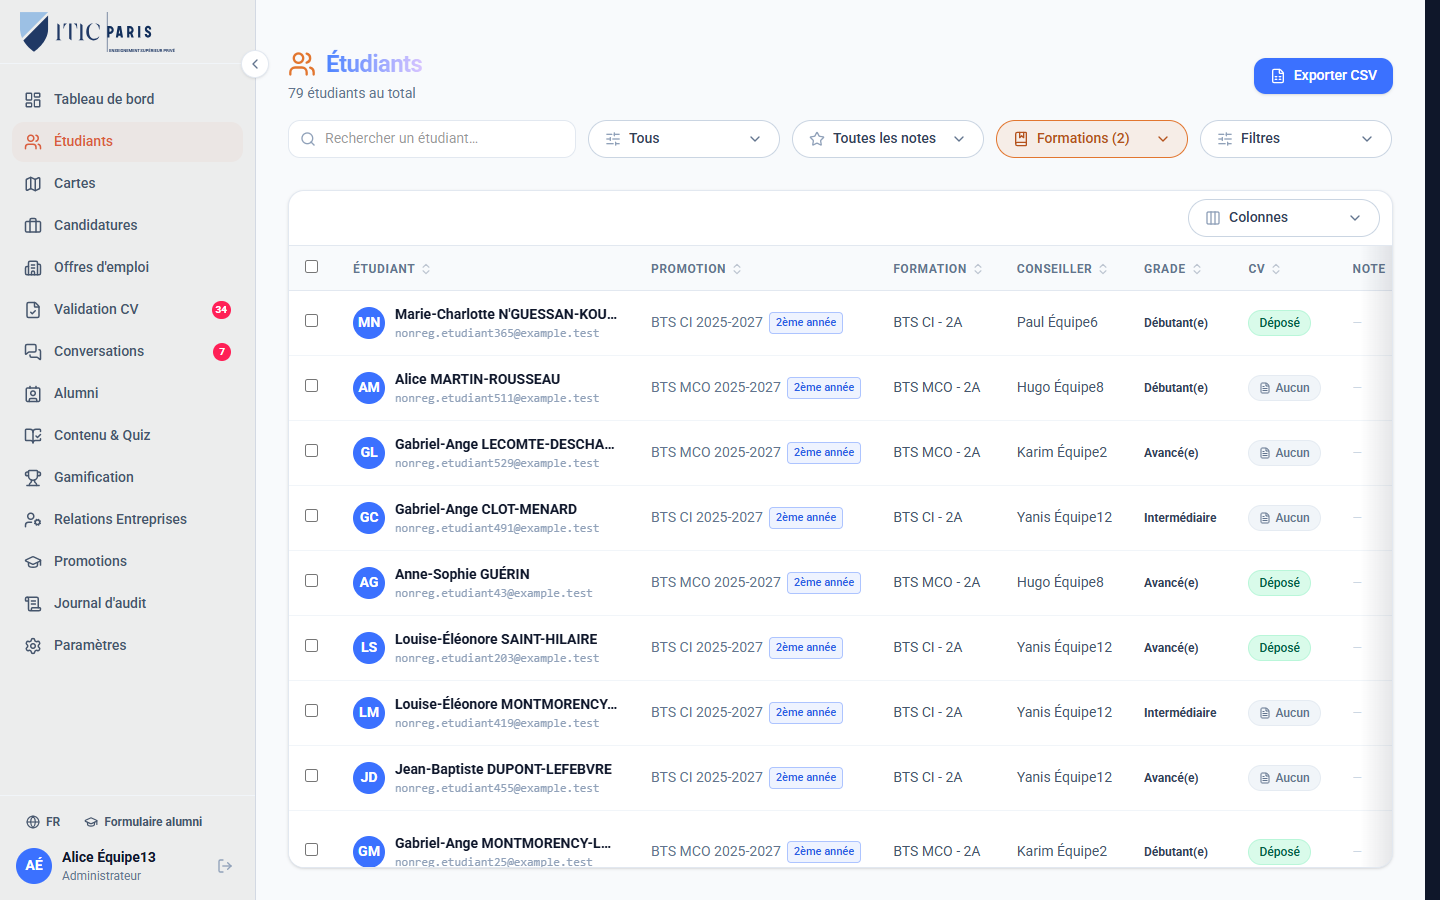 ITIC PARIS
ENSEIGNEMENT SUPÉRIEUR PRIVÉ
Tableau de bord
Étudiants
Cartes
Candidatures
Offres d'emploi
Validation CV 34
Conversations 7
Alumni
Contenu & Quiz
Gamification
Relations Entreprises
Promotions
Journal d'audit
Paramètres
FR Formulaire alumni
AÉ Alice Équipe13
Administrateur
Étudiants
79 étudiants au total
Exporter CSV
Rechercher un étudiant...
Tous
Toutes les notes
Formations (2)
Filtres
Colonnes
ÉTUDIANT PROMOTION FORMATION CONSEILLER GRADE CV NOTE
MN Marie-Charlotte N'GUESSAN-KOU... BTS CI 2025-2027 2ème année BTS CI - 2A Paul Équipe6 Débutant(e) Déposé —
nonreg.etudiant365@example.test
AM Alice MARTIN-ROUSSEAU BTS MCO 2025-2027 2ème année BTS MCO - 2A Hugo Équipe8 Débutant(e) Aucun —
nonreg.etudiant511@example.test
GL Gabriel-Ange LECOMTE-DESCHA... BTS MCO 2025-2027 2ème année BTS MCO - 2A Karim Équipe2 Avancé(e) Aucun —
nonreg.etudiant529@example.test
GC Gabriel-Ange CLOT-MENARD BTS CI 2025-2027 2ème année BTS CI - 2A Yanis Équipe12 Intermédiaire Aucun —
nonreg.etudiant491@example.test
AG Anne-Sophie GUÉRIN BTS MCO 2025-2027 2ème année BTS MCO - 2A Hugo Équipe8 Avancé(e) Déposé —
nonreg.etudiant43@example.test
LS Louise-Éléonore SAINT-HILAIRE BTS CI 2025-2027 2ème année BTS CI - 2A Yanis Équipe12 Avancé(e) Déposé —
nonreg.etudiant203@example.test
LM Louise-Éléonore MONTMORENCY... BTS CI 2025-2027 2ème année BTS CI - 2A Yanis Équipe12 Intermédiaire Aucun —
nonreg.etudiant419@example.test
JD Jean-Baptiste DUPONT-LEFEBVRE BTS CI 2025-2027 2ème année BTS CI - 2A Yanis Équipe12 Avancé(e) Aucun —
nonreg.etudiant455@example.test
GM Gabriel-Ange MONTMORENCY-L... BTS MCO 2025-2027 2ème année BTS MCO - 2A Karim Équipe2 Débutant(e) Déposé —
nonreg.etudiant25@example.test